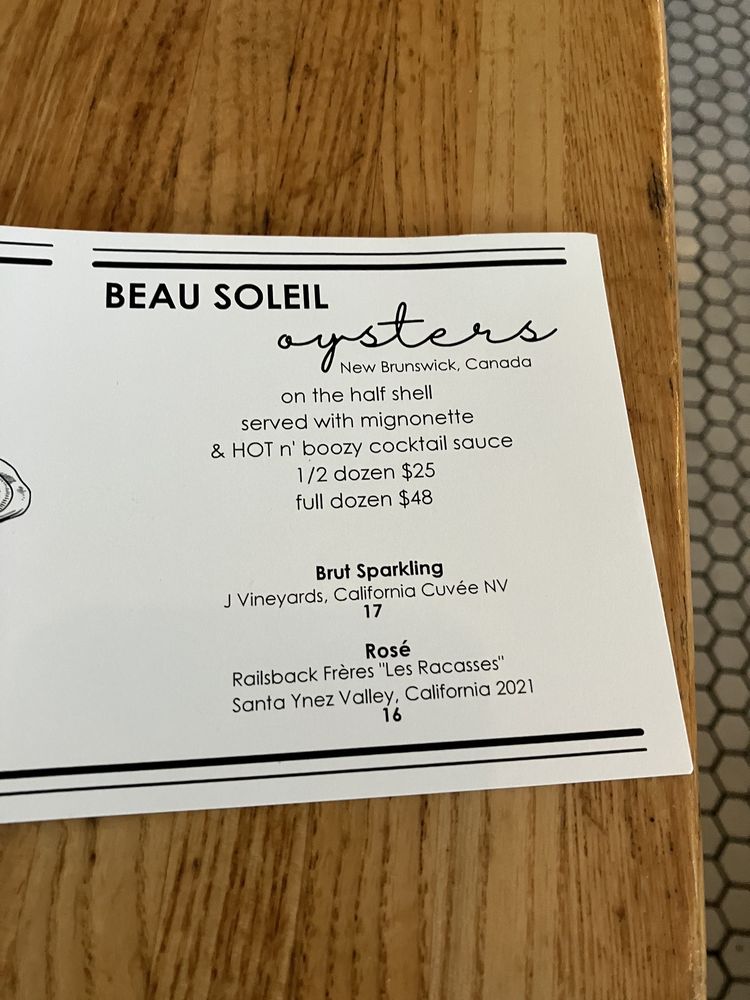 BEAU SOLEIL
oysters
New Brunswick, Canada
on the half shell
served with mignonette
& HOT n' boozy cocktail sauce
1/2 dozen $25
full dozen $48
Brut Sparkling
J Vineyards, California Cuvée NV
17
Rosé
Railsback Frères "Les Racasses"
Santa Ynez Valley, California 2021
16